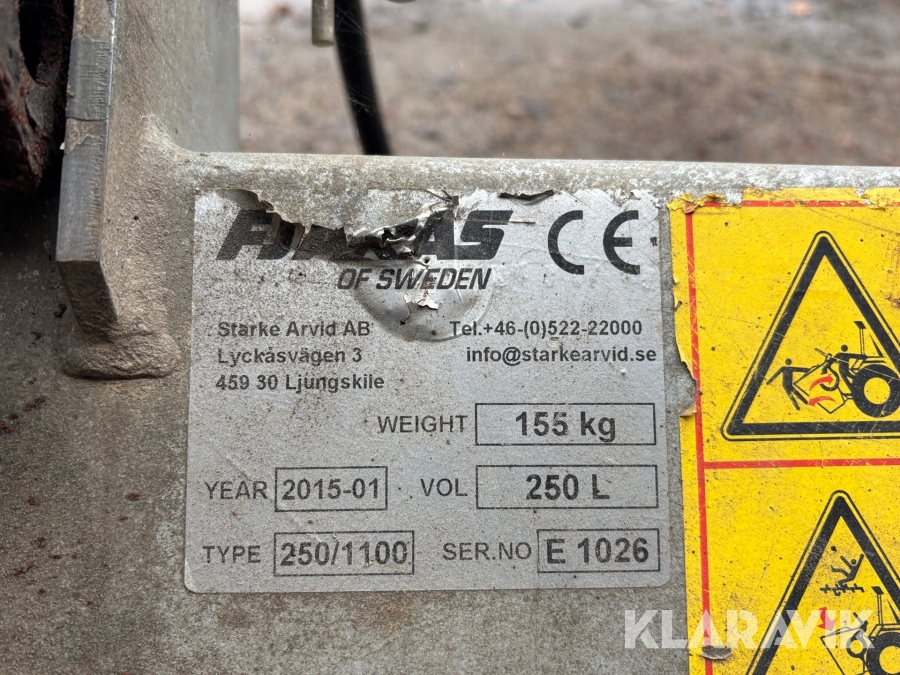 OF SWEDEN
CE
Starke Arvid AB
Tel.+46-(0)522-22000
Lyckåsvägen 3
info@starkearvid.se
459 30 Ljungskile
WEIGHT 155 kg
YEAR 2015-01 VOL 250 L
TYPE 250/1100 SER.NO E 1026
KLARAVIK